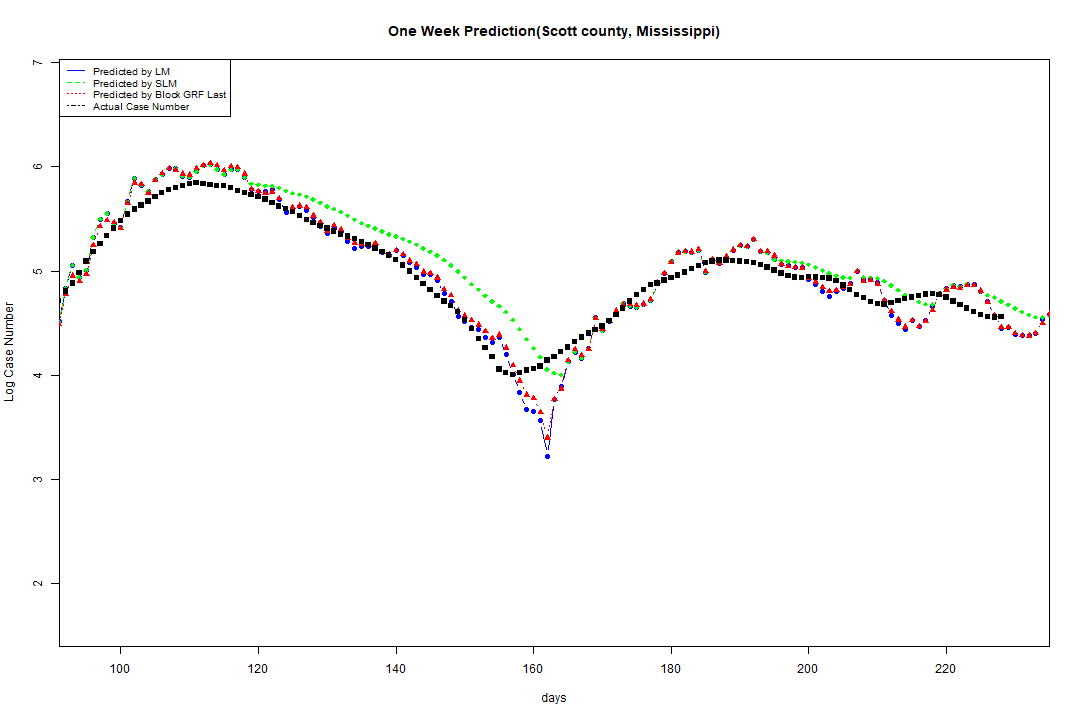 One Week Prediction(Scott county, Mississippi)
Predicted by LM
Predicted by SLM
Predicted by Block GRF Last
Actual Case Number
7
6
5
4
3
2
Log Case Number
100 120 140 160 180 200 220
days